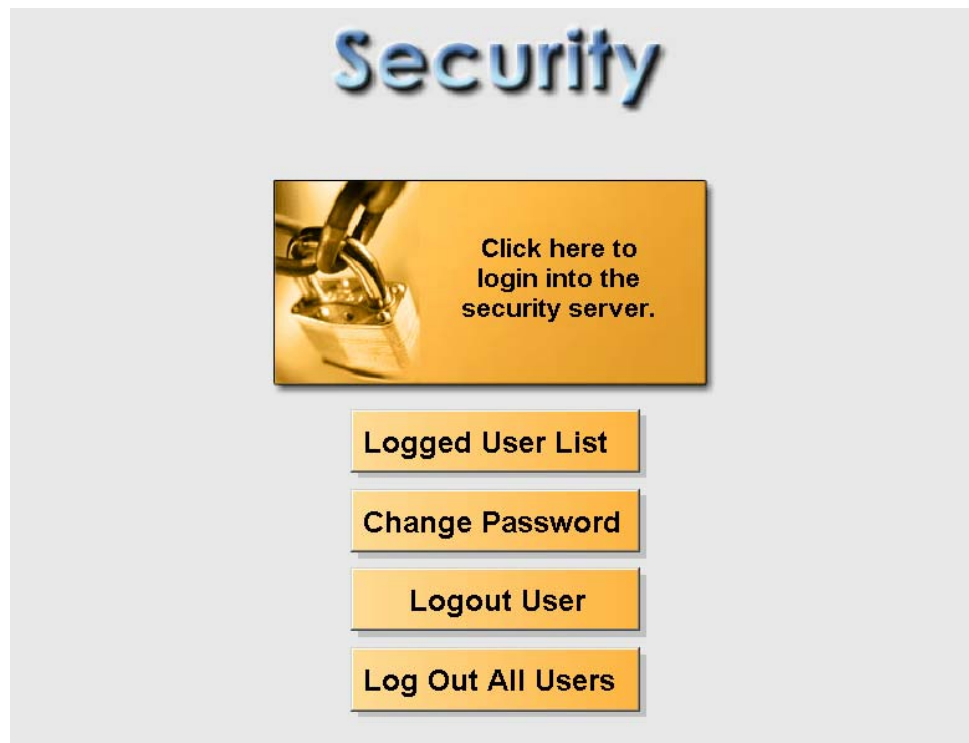 Security
Click here to
login into the
security server.
Logged User List
Change Password
Logout User
Log Out All Users